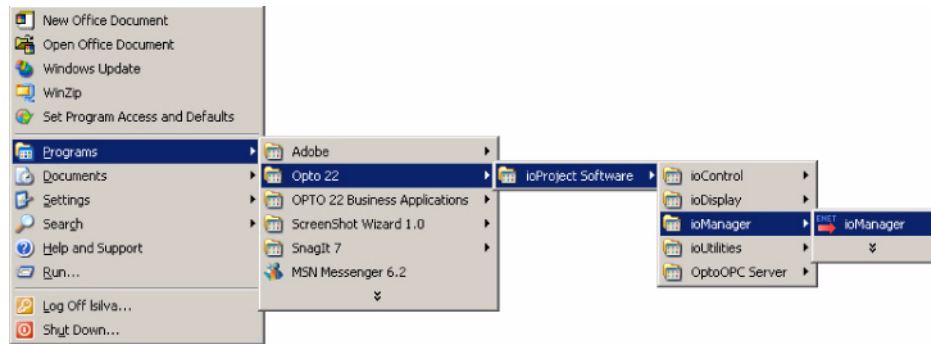 New Office Document
Open Office Document
Windows Update
WinZip
Set Program Access and Defaults
Programs
Documents
Settings
Search
Help and Support
Run...
Log Off lsilva...
Shut Down...
Adobe
Opto 22
OPTO 22 Business Applications
ScreenShot Wizard 1.0
SnagIt 7
MSN Messenger 6.2
ioProject Software
ioControl
ioDisplay
ioManager
ioUtilities
OptoOPC Server
ENET
ioManager